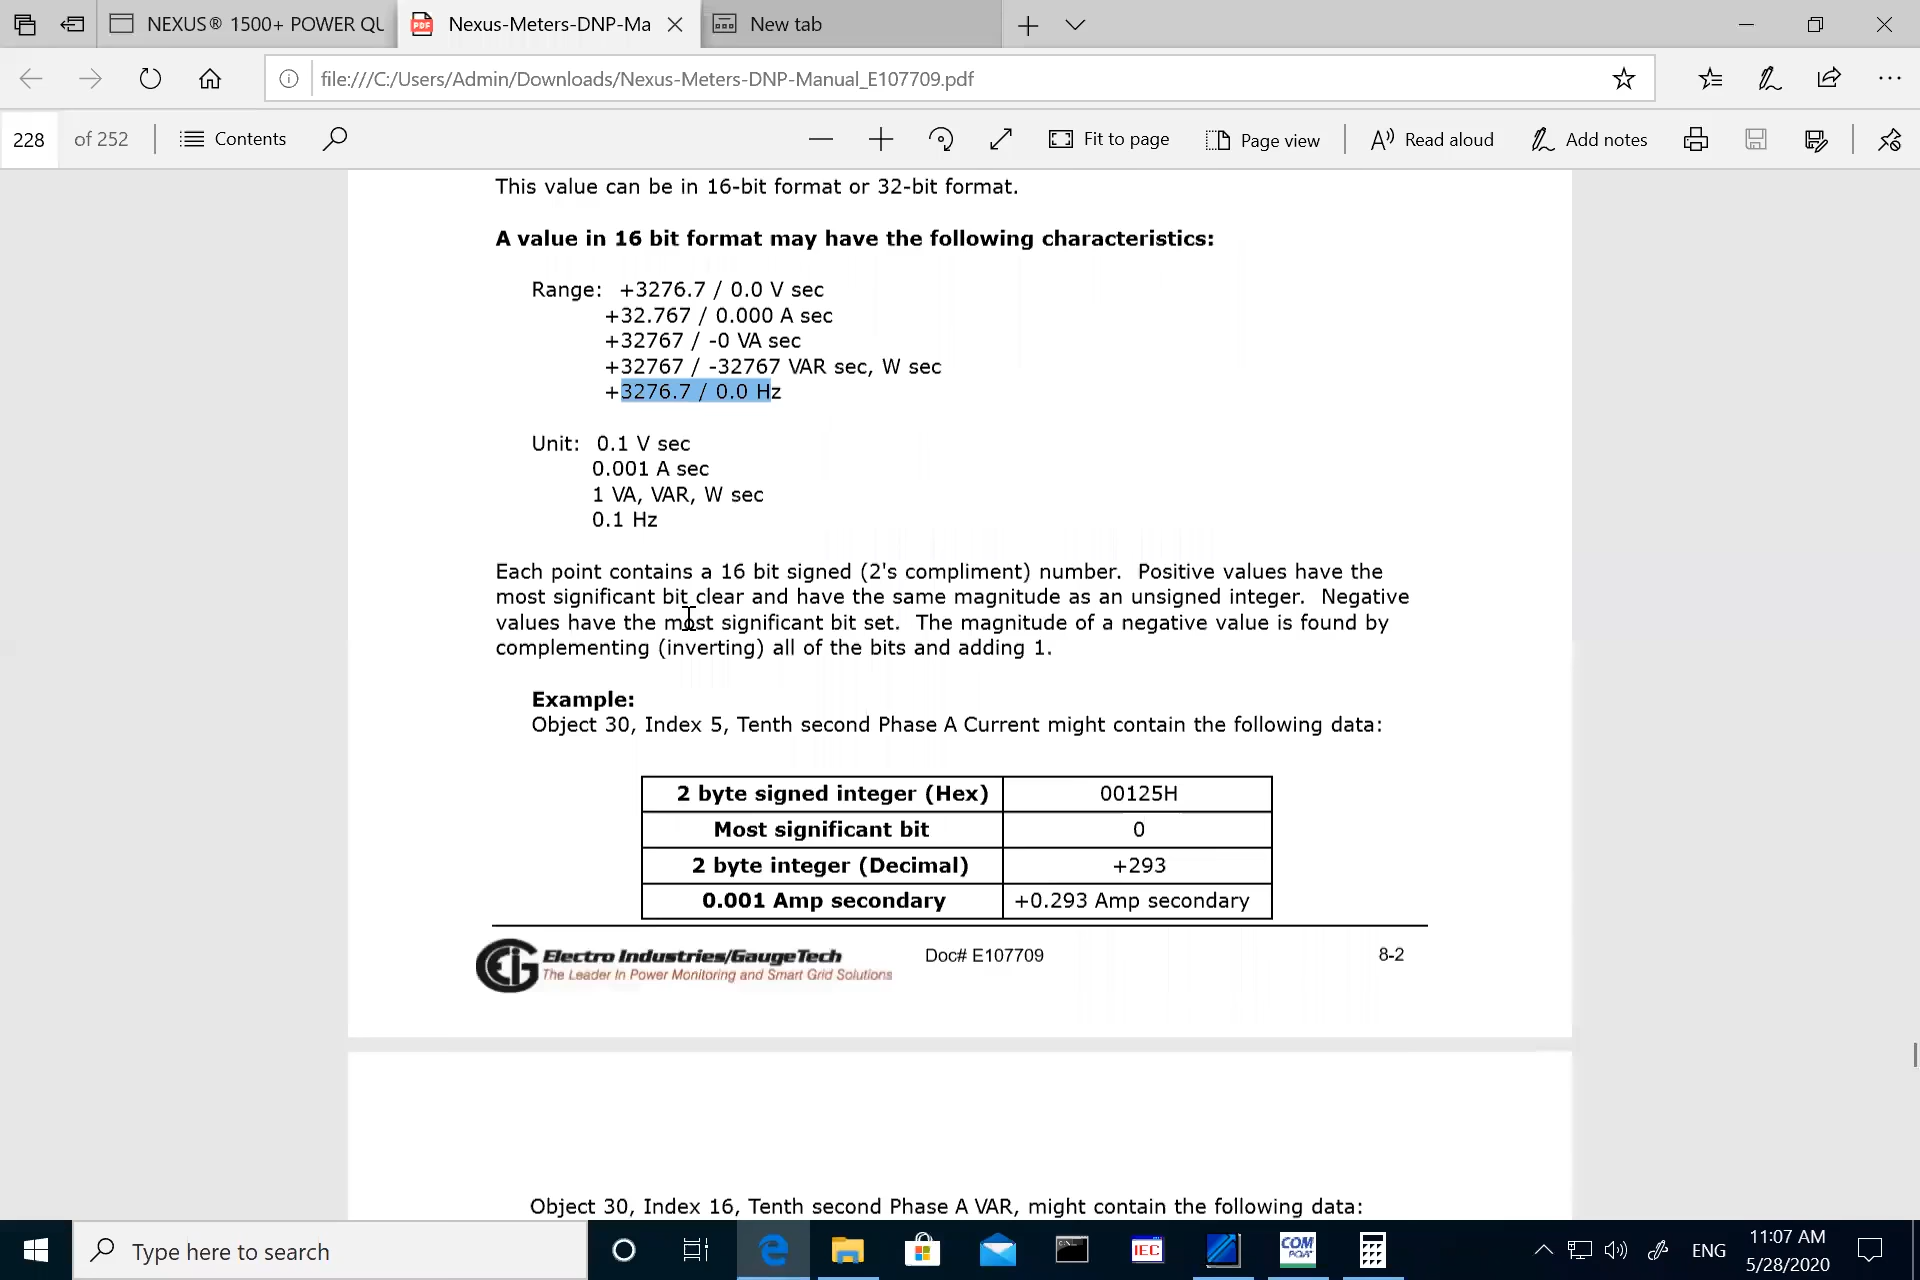 NEXUS® 1500+ POWER QU
Nexus-Meters-DNP-Ma
New tab
file:///C:/Users/Admin/Downloads/Nexus-Meters-DNP-Manual_E107709.pdf
228 of 252
Contents
Fit to page
Page view
Read aloud
Add notes
This value can be in 16-bit format or 32-bit format.
A value in 16 bit format may have the following characteristics:
Range: +3276.7 / 0.0 V sec
+32.767 / 0.000 A sec
+32767 / -0 VA sec
+32767 / -32767 VAR sec, W sec
+3276.7 / 0.0 Hz
Unit: 0.1 V sec
0.001 A sec
1 VA, VAR, W sec
0.1 Hz
Each point contains a 16 bit signed (2's compliment) number. Positive values have the
most significant bit clear and have the same magnitude as an unsigned integer. Negative
values have the most significant bit set. The magnitude of a negative value is found by
complementing (inverting) all of the bits and adding 1.
Example:
Object 30, Index 5, Tenth second Phase A Current might contain the following data:
2 byte signed integer (Hex) 00125H
Most significant bit 0
2 byte integer (Decimal) +293
0.001 Amp secondary +0.293 Amp secondary
EIG Electro Industries/GaugeTech
The Leader In Power Monitoring and Smart Grid Solutions
Doc# E107709
8-2
Object 30, Index 16, Tenth second Phase A VAR, might contain the following data:
Type here to search
IEC
COM
PQA
ENG
11:07 AM
5/28/2020